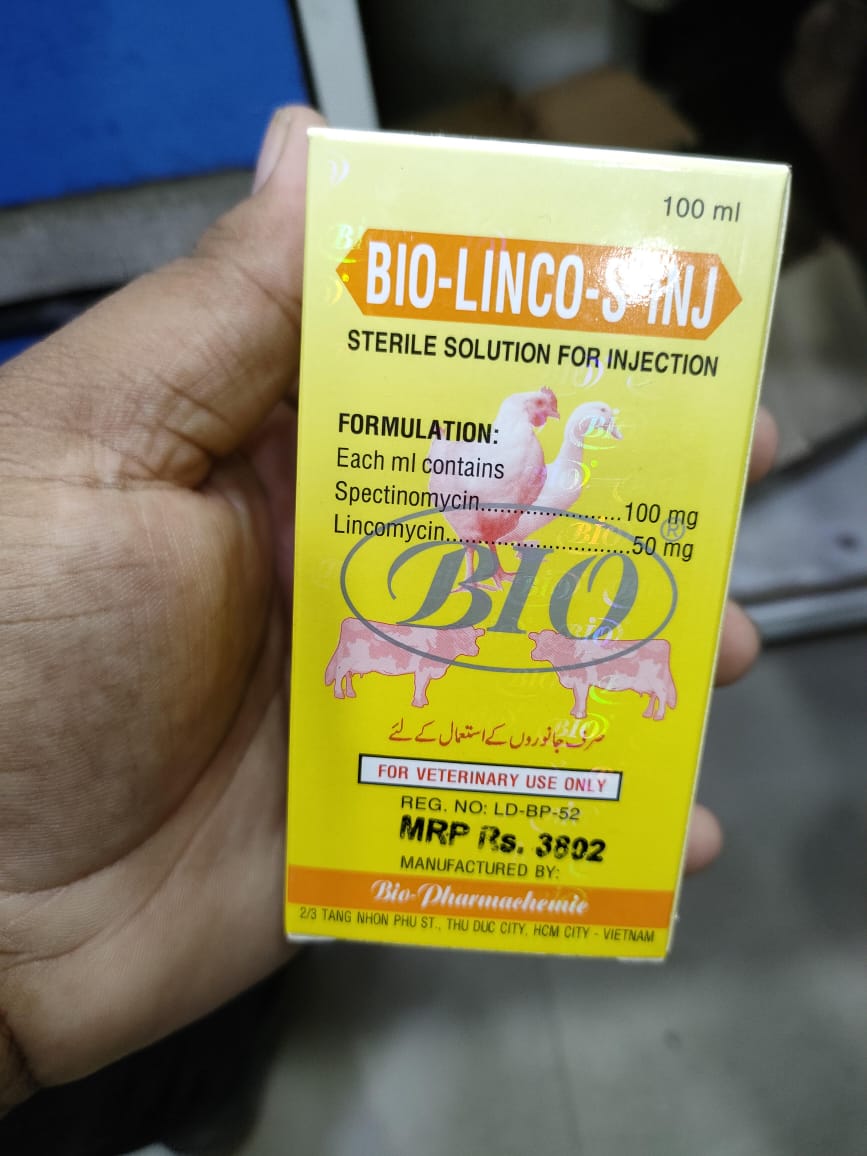 100 ml
BIO-LINCO-S INJ
STERILE SOLUTION FOR INJECTION
FORMULATION:
Each ml contains
Spectinomycin......................100 mg
Lincomycin............................50 mg
BIO®
صرف جانوروں کے استعمال کے لئے
FOR VETERINARY USE ONLY
REG. NO: LD-BP-52
MRP Rs. 3802
MANUFACTURED BY:
Bio-Pharmachemie
2/3 TANG NHON PHU ST., THU DUC CITY, HCM CITY - VIETNAM